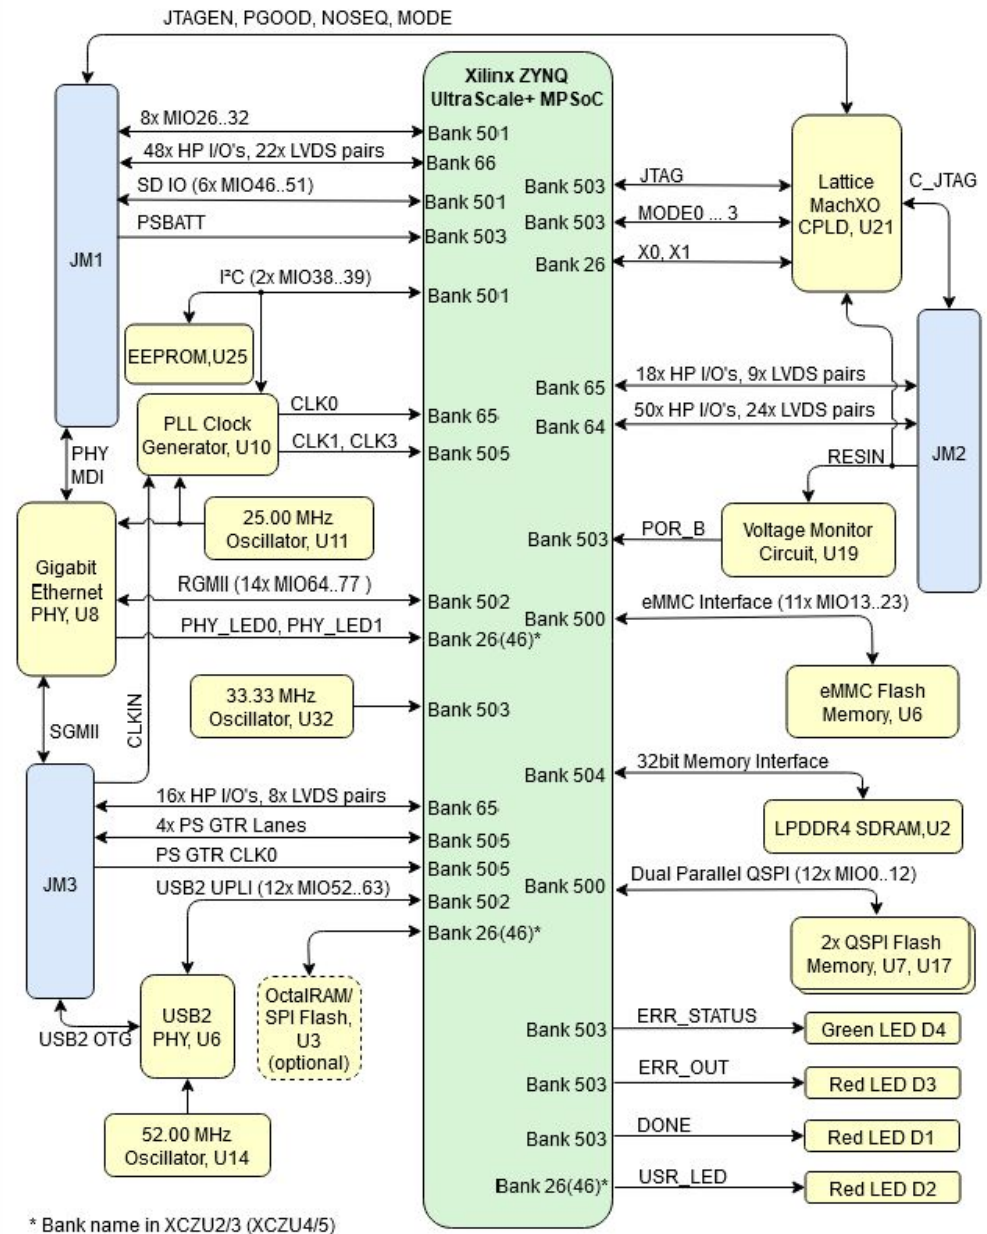 JTAGEN, PGOOD, NOSEQ, MODE
Xilinx ZYNQ
UltraScale+ MPSoC
JM1
8x MIO26..32
Bank 501
48x HP I/O's, 22x LVDS pairs
Bank 66
SD IO (6x MIO46..51)
Bank 501
PSBATT
Bank 503
I²C (2x MIO38..39)
Bank 501
EEPROM,U25
PLL Clock
Generator, U10
CLK0
Bank 65
CLK1, CLK3
Bank 505
PHY
MDI
25.00 MHz
Oscillator, U11
Gigabit
Ethernet
PHY, U8
RGMII (14x MIO64..77 )
Bank 502
PHY_LED0, PHY_LED1
Bank 26(46)*
33.33 MHz
Oscillator, U32
Bank 503
CLKIN
SGMII
JM3
16x HP I/O's, 8x LVDS pairs
Bank 65
4x PS GTR Lanes
Bank 505
PS GTR CLK0
Bank 505
USB2 UPLI (12x MIO52..63)
Bank 502
Bank 26(46)*
OctalRAM/
SPI Flash,
U3
(optional)
USB2 OTG
USB2
PHY, U6
52.00 MHz
Oscillator, U14
Bank 503
JTAG
Bank 503
MODE0 ... 3
Bank 26
X0, X1
Lattice
MachXO
CPLD, U21
C_JTAG
JM2
Bank 65
18x HP I/O's, 9x LVDS pairs
Bank 64
50x HP I/O's, 24x LVDS pairs
RESIN
Bank 503
POR_B
Voltage Monitor
Circuit, U19
Bank 500
eMMC Interface (11x MIO13..23)
eMMC Flash
Memory, U6
Bank 504
32bit Memory Interface
LPDDR4 SDRAM,U2
Bank 500
Dual Parallel QSPI (12x MIO0..12)
2x QSPI Flash
Memory, U7, U17
Bank 503
ERR_STATUS
Green LED D4
Bank 503
ERR_OUT
Red LED D3
Bank 503
DONE
Red LED D1
Bank 26(46)*
USR_LED
Red LED D2
* Bank name in XCZU2/3 (XCZU4/5)